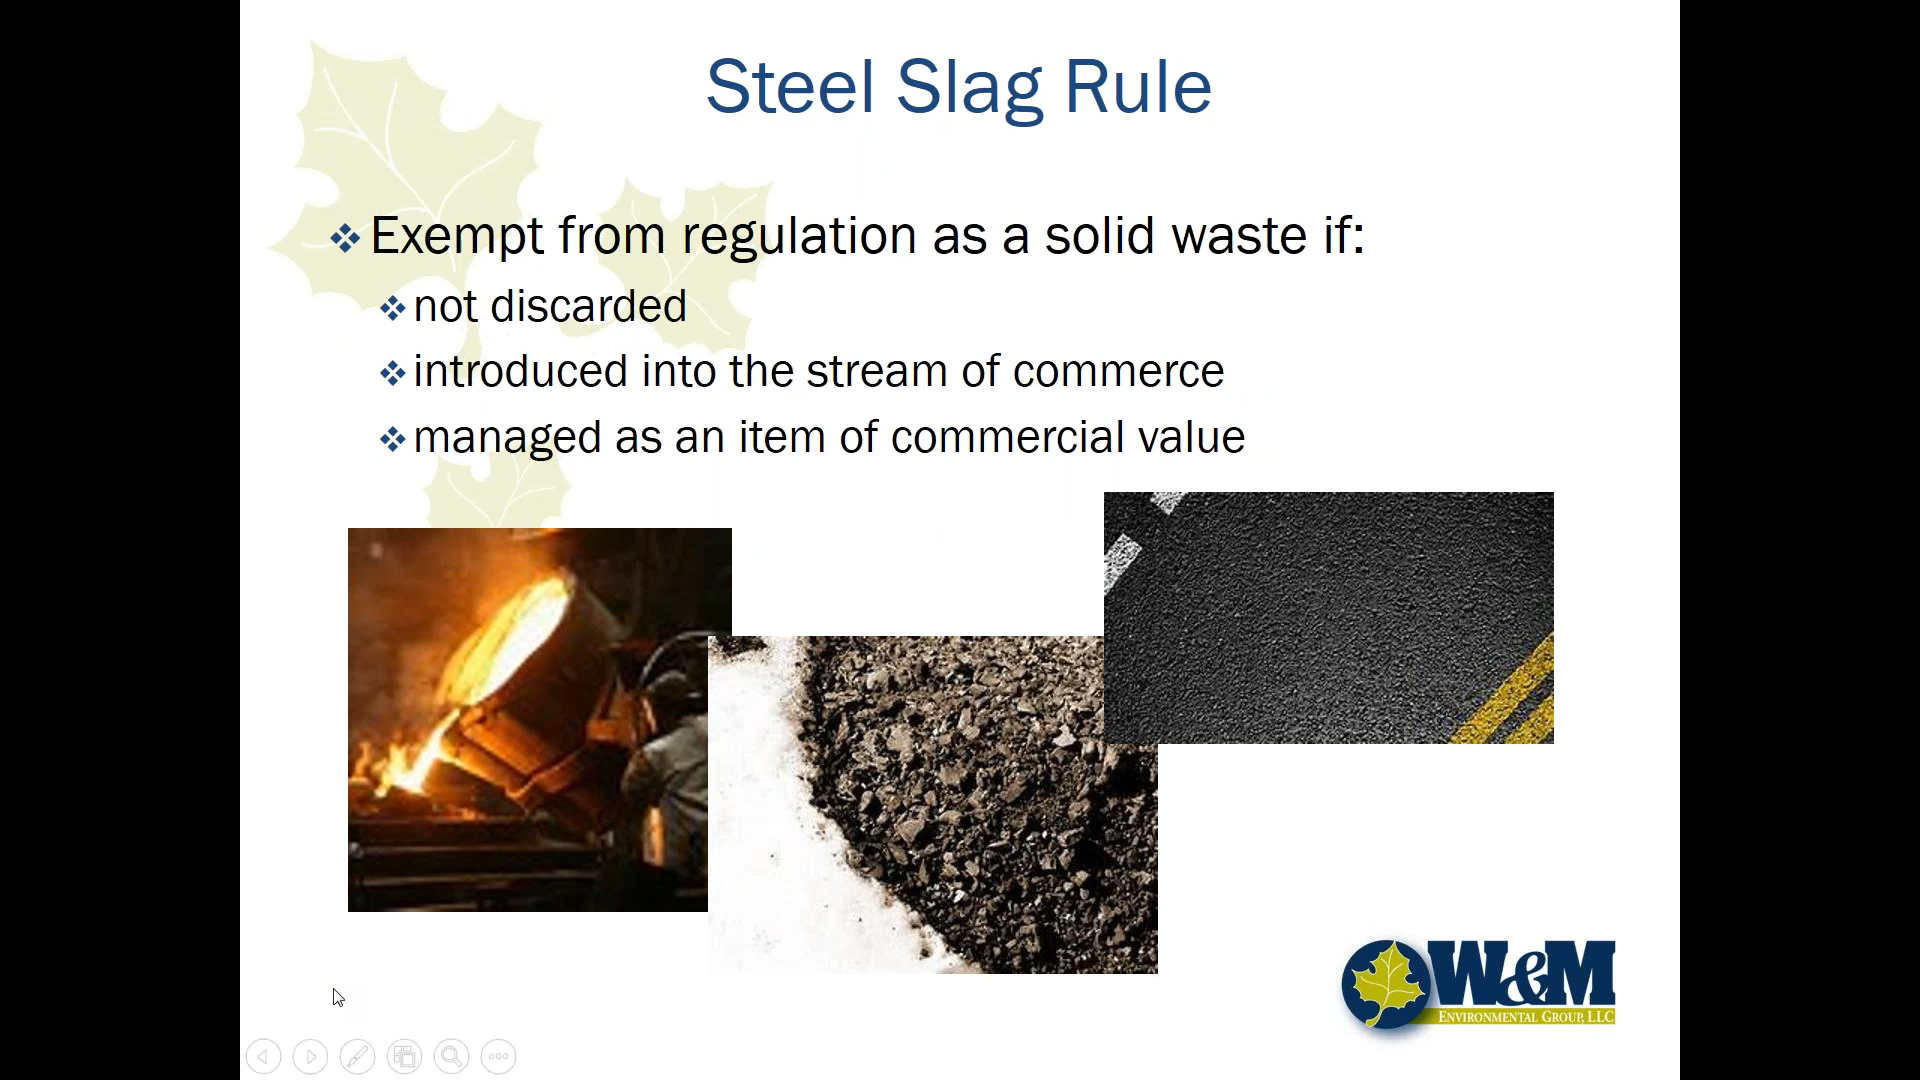 Steel Slag Rule
Exempt from regulation as a solid waste if:
not discarded
introduced into the stream of commerce
managed as an item of commercial value
W&M
ENVIRONMENTAL GROUP, LLC